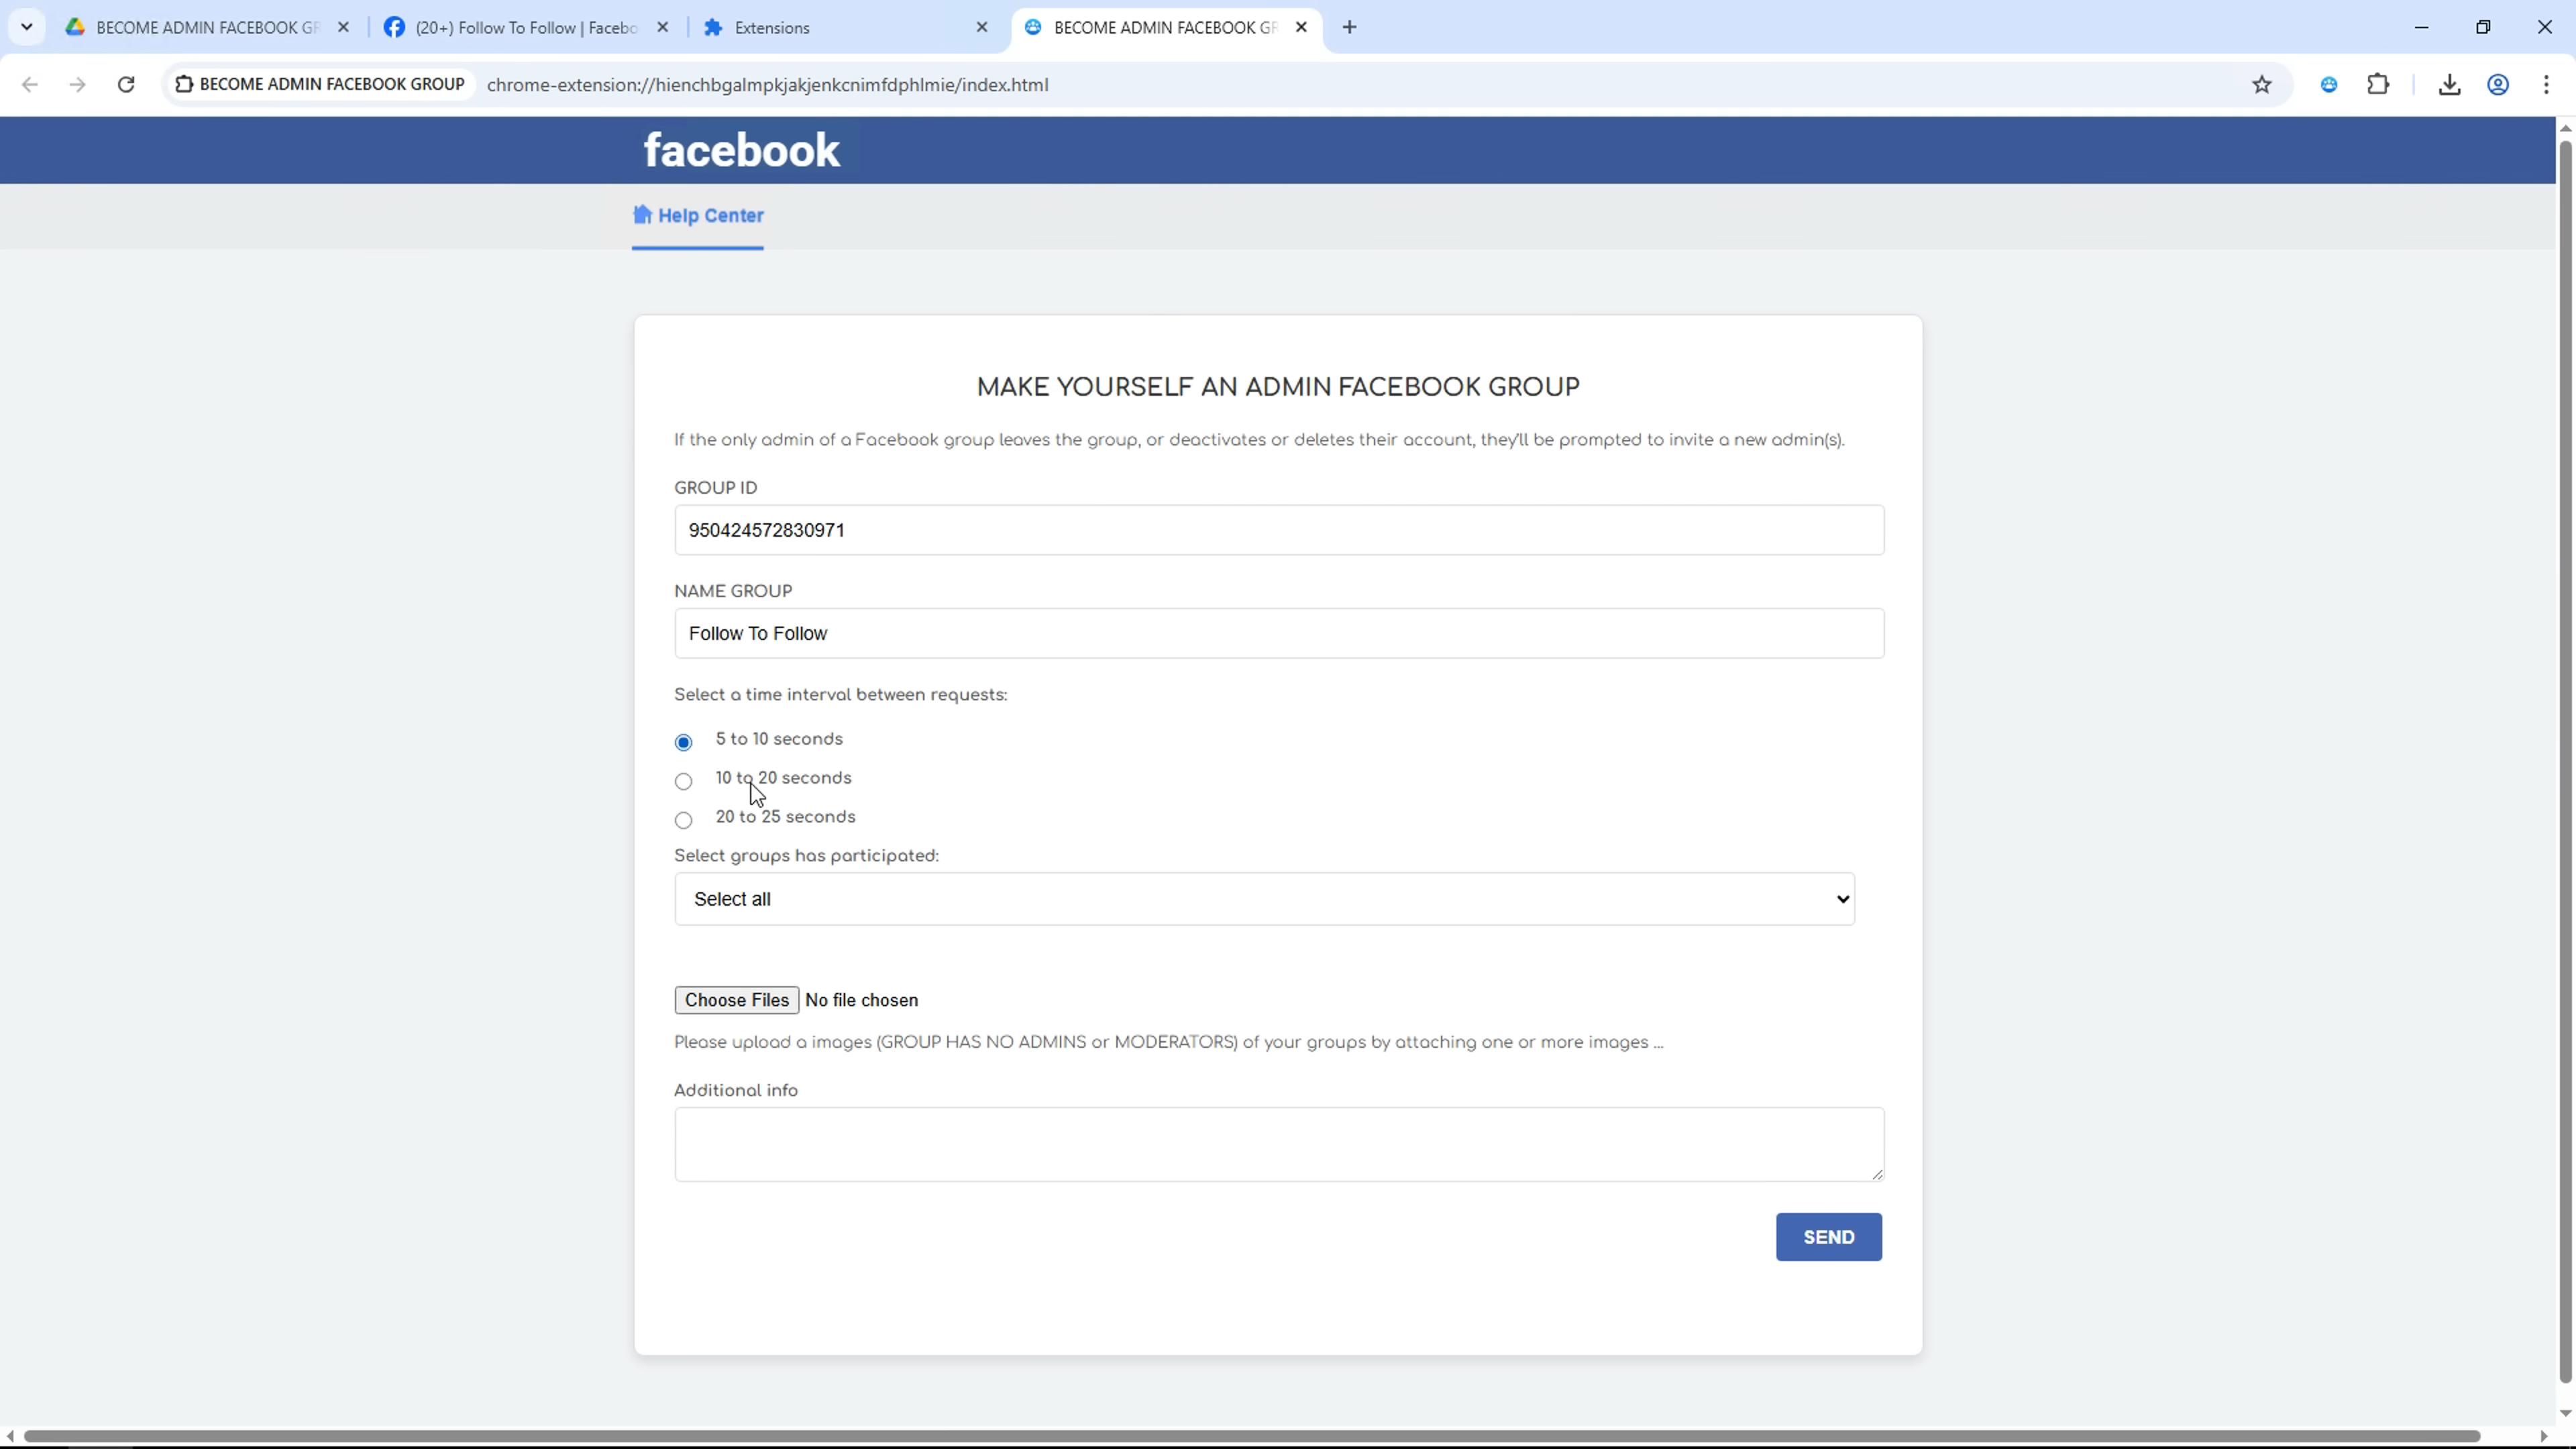 BECOME ADMIN FACEBOOK GR
(20+) Follow To Follow | Facebo
Extensions
BECOME ADMIN FACEBOOK GR
BECOME ADMIN FACEBOOK GROUP
chrome-extension://hienchbgalmpkjakjenkcnimfdphlmie/index.html
facebook
Help Center
MAKE YOURSELF AN ADMIN FACEBOOK GROUP
If the only admin of a Facebook group leaves the group, or deactivates or deletes their account, they'll be prompted to invite a new admin(s).
GROUP ID
950424572830971
NAME GROUP
Follow To Follow
Select a time interval between requests:
5 to 10 seconds
10 to 20 seconds
20 to 25 seconds
Select groups has participated:
Select all
Choose Files No file chosen
Please upload a images (GROUP HAS NO ADMINS or MODERATORS) of your groups by attaching one or more images ...
Additional info
SEND